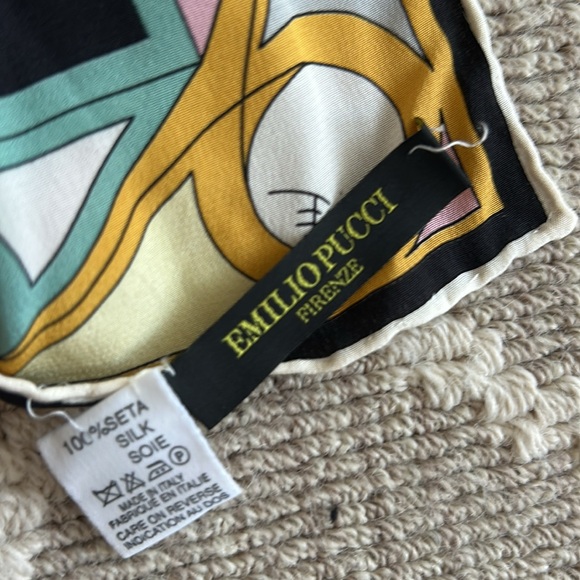 EMILIO PUCCI
FIRENZE
100%SETA
SILK
SOIE
MADE IN ITALY
FABRIQUE EN ITALIE
CARE ON REVERSE
INDICATION AU DOS